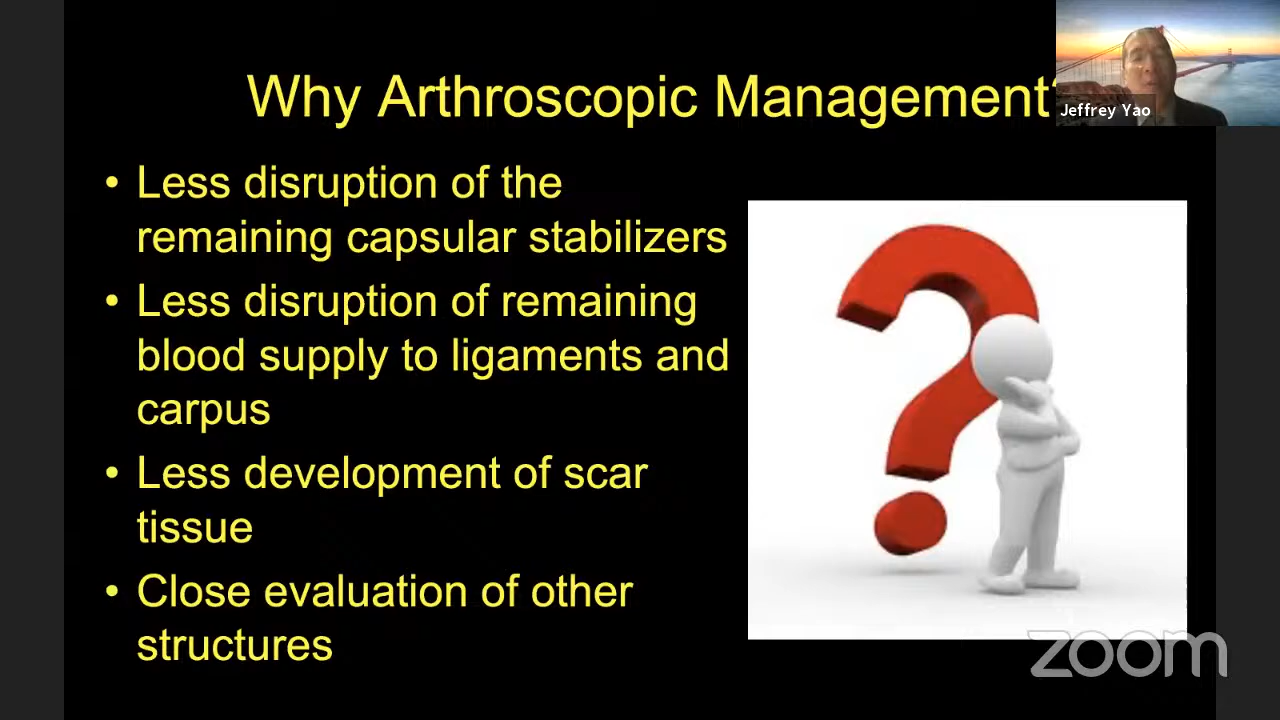 Why Arthroscopic Management?
Jeffrey Yao
• Less disruption of the
remaining capsular stabilizers
• Less disruption of remaining
blood supply to ligaments and
carpus
• Less development of scar
tissue
• Close evaluation of other
structures
zoom